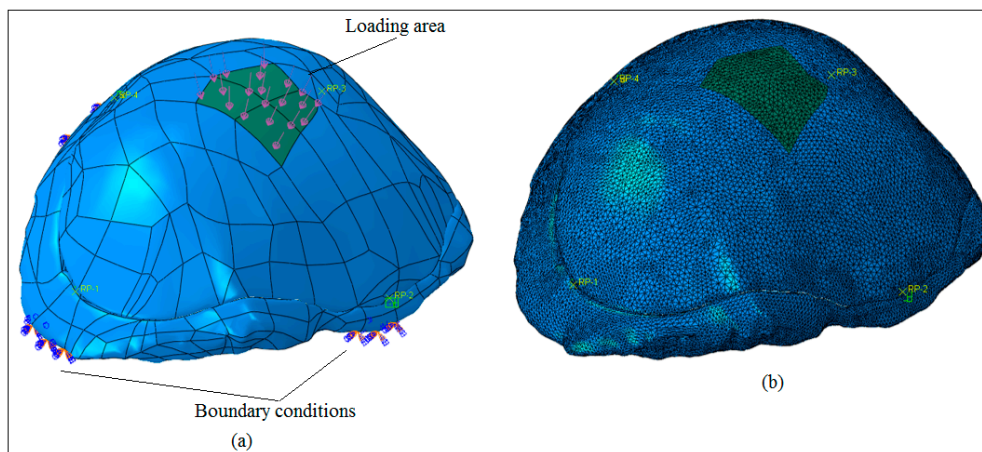 Loading area
RP-4
RP-3
RP-1
RP-2
Boundary conditions
(a)
RP-4
RP-3
RP-1
RP-2
(b)